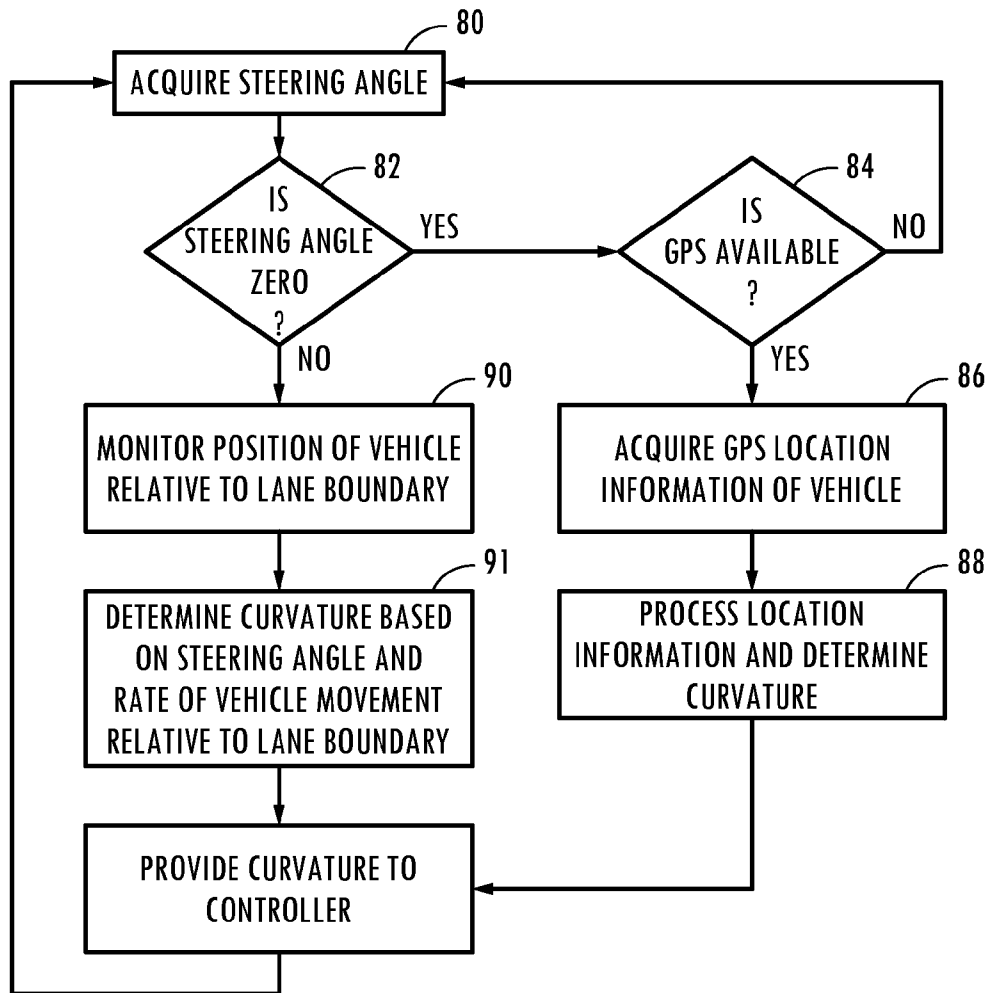 80
ACQUIRE STEERING ANGLE
82
IS
STEERING ANGLE
ZERO
?
YES
NO
84
IS
GPS AVAILABLE
?
NO
YES
90
MONITOR POSITION OF VEHICLE
RELATIVE TO LANE BOUNDARY
86
ACQUIRE GPS LOCATION
INFORMATION OF VEHICLE
91
DETERMINE CURVATURE BASED
ON STEERING ANGLE AND
RATE OF VEHICLE MOVEMENT
RELATIVE TO LANE BOUNDARY
88
PROCESS LOCATION
INFORMATION AND DETERMINE
CURVATURE
PROVIDE CURVATURE TO
CONTROLLER